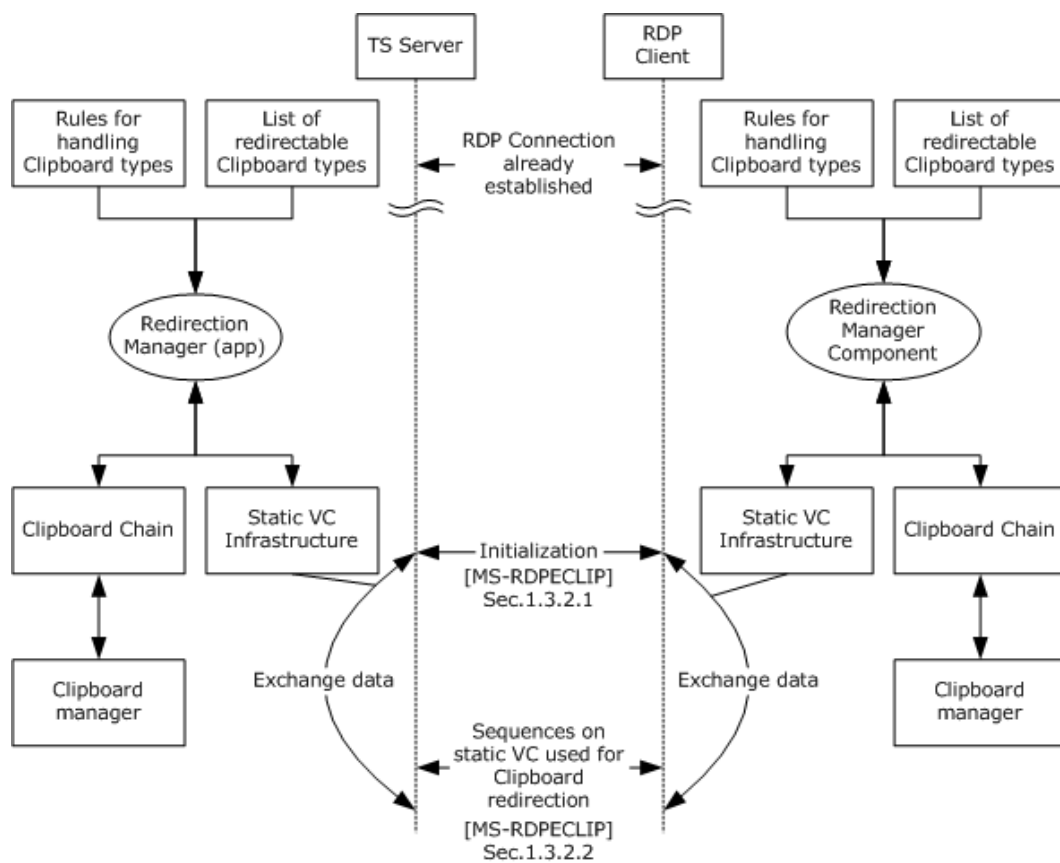 TS Server
RDP
Client
Rules for
handling
Clipboard types
List of
redirectable
Clipboard types
RDP Connection
already
established
Rules for
handling
Clipboard types
List of
redirectable
Clipboard types
Redirection
Manager (app)
Redirection
Manager
Component
Clipboard Chain
Static VC
Infrastructure
Initialization
[MS-RDPECLIP]
Sec.1.3.2.1
Static VC
Infrastructure
Clipboard Chain
Clipboard
manager
Exchange data
Exchange data
Clipboard
manager
Sequences on
static VC used for
Clipboard
redirection
[MS-RDPECLIP]
Sec.1.3.2.2